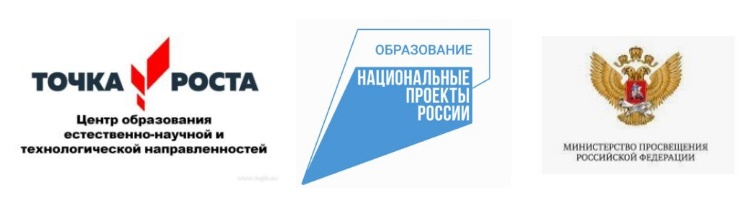 ТОЧКА РОСТА
Центр образования
естественно-научной и
технологической направленностей
ОБРАЗОВАНИЕ
НАЦИОНАЛЬНЫЕ
ПРОЕКТЫ
РОССИИ
МИНИСТЕРСТВО ПРОСВЕЩЕНИЯ
РОССИЙСКОЙ ФЕДЕРАЦИИ